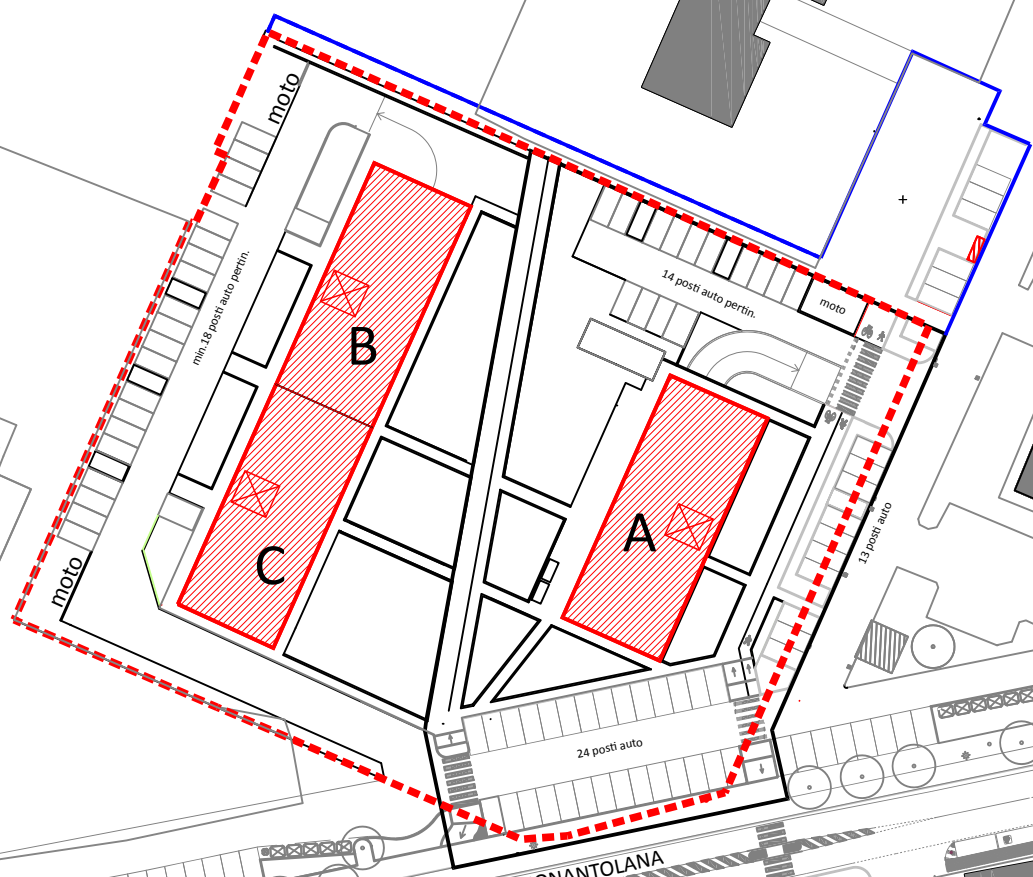 moto
min.18 posti auto pertin.
14 posti auto pertin.
moto
B
A
C
13 posti auto
moto
24 posti auto
ONANTOLANA